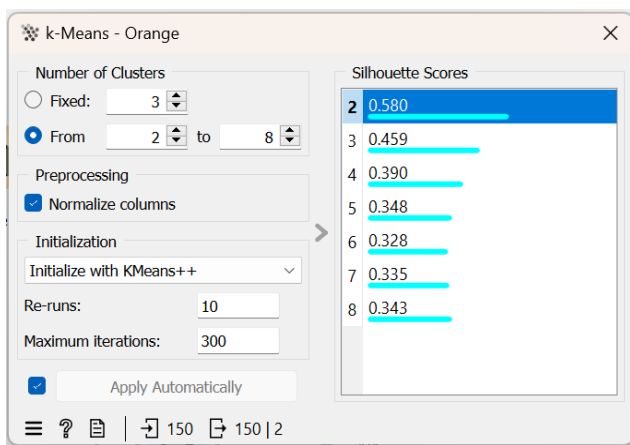 k-Means - Orange
Number of Clusters
Fixed: 3
From 2 to 8
Preprocessing
Normalize columns
Initialization
Initialize with KMeans++
Re-runs: 10
Maximum iterations: 300
Apply Automatically
150 150 | 2
Silhouette Scores
2 0.580
3 0.459
4 0.390
5 0.348
6 0.328
7 0.335
8 0.343